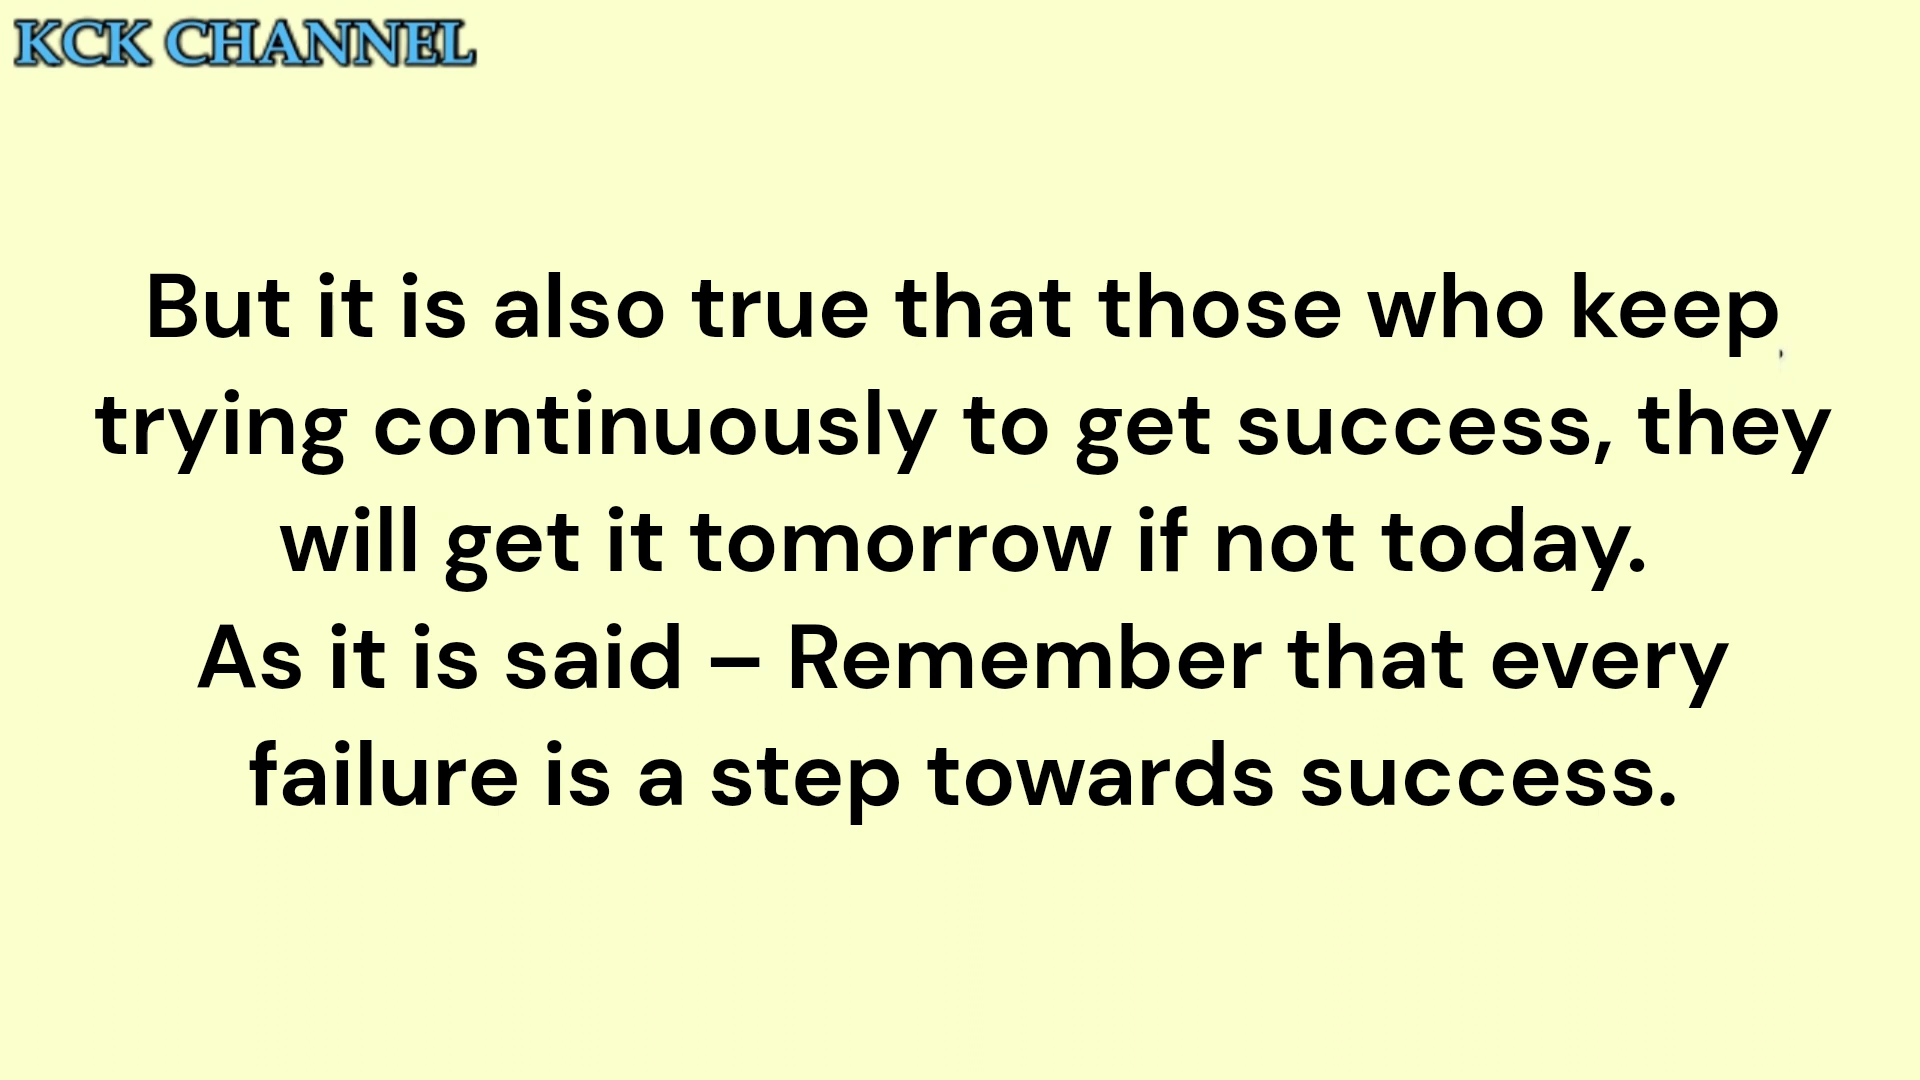 KCK CHANNEL
But it is also true that those who keep
trying continuously to get success, they
will get it tomorrow if not today.
As it is said – Remember that every
failure is a step towards success.